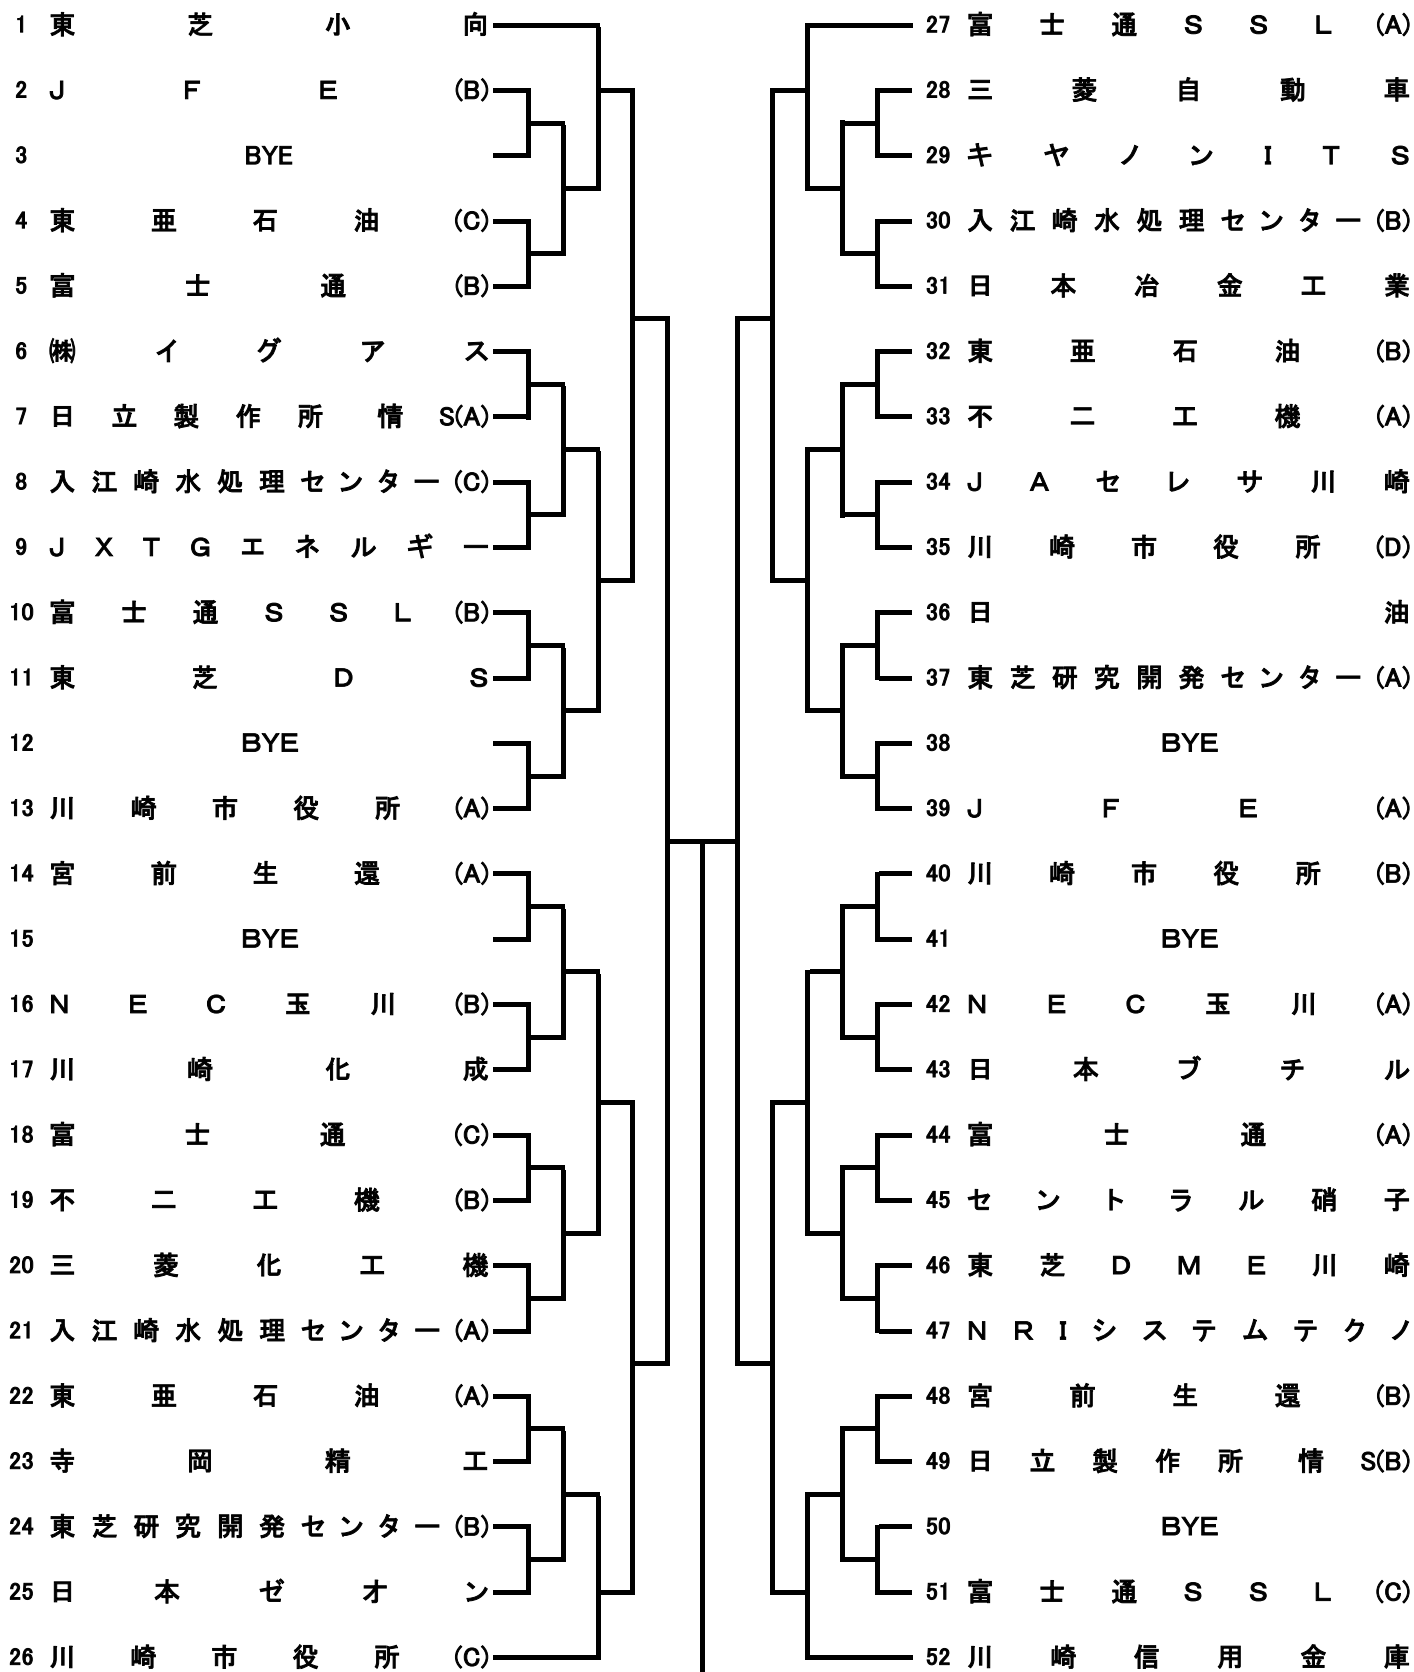 1 東芝小向
2 JFE (B)
3 BYE
4 東亜石油 (C)
5 富士通 (B)
6 ㈱イグアス
7 日立製作所 情S(A)
8 入江崎水処理センター (C)
9 JXTGエネルギー
10 富士通SSL (B)
11 東芝DS
12 BYE
13 川崎市役所 (A)
14 宮前生還 (A)
15 BYE
16 NEC玉川 (B)
17 川崎化成
18 富士通 (C)
19 不二工機 (B)
20 三菱化工機
21 入江崎水処理センター (A)
22 東亜石油 (A)
23 寺岡精工
24 東芝研究開発センター (B)
25 日本ゼオン
26 川崎市役所 (C)
27 富士通SSL (A)
28 三菱自動車
29 キヤノンITS
30 入江崎水処理センター (B)
31 日本冶金工業
32 東亜石油 (B)
33 不二工機 (A)
34 JAセレサ川崎
35 川崎市役所 (D)
36 日油
37 東芝研究開発センター (A)
38 BYE
39 JFE (A)
40 川崎市役所 (B)
41 BYE
42 NEC玉川 (A)
43 日本ブチル
44 富士通 (A)
45 セントラル硝子
46 東芝DME川崎
47 NRIシステムテクノ
48 宮前生還 (B)
49 日立製作所 情S(B)
50 BYE
51 富士通SSL (C)
52 川崎信用金庫